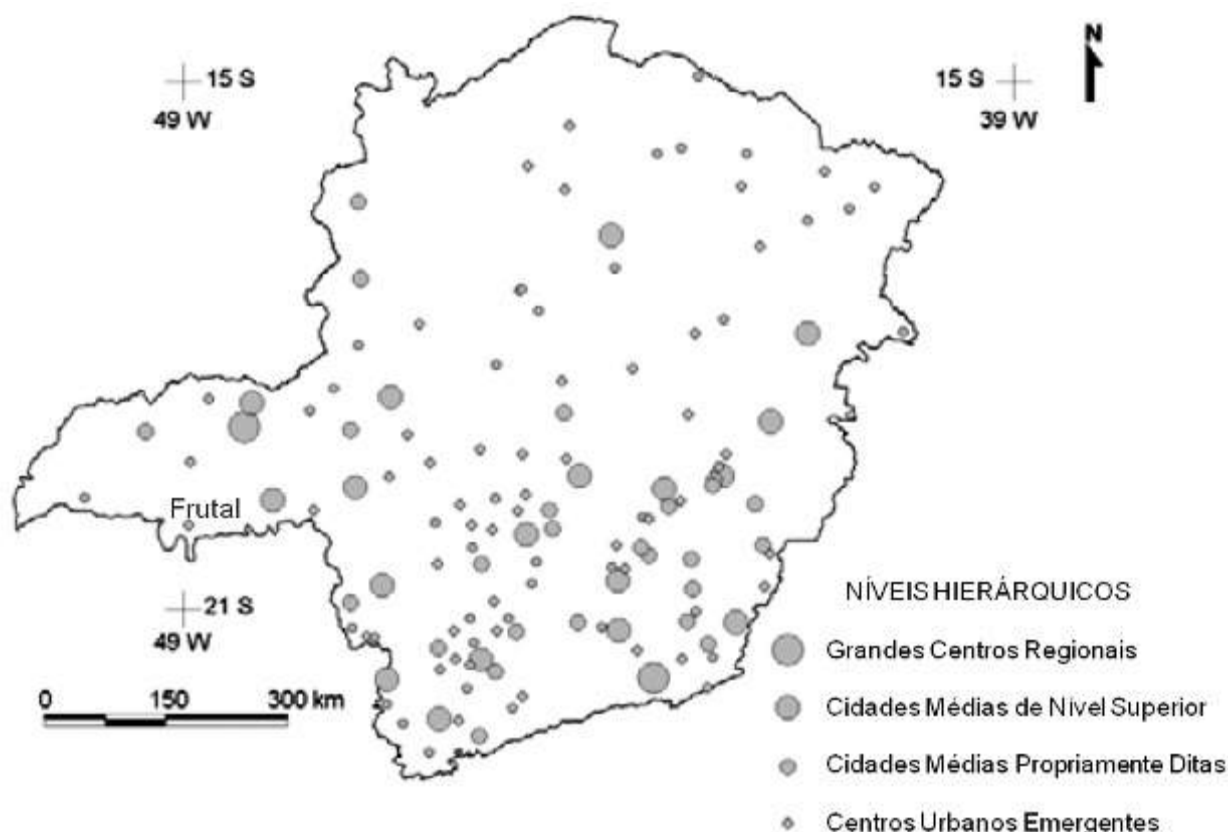 N
15 S
49 W
15 S
39 W
Frutal
21 S
49 W
0 150 300 km
NÍVEIS HIERÁRQUICOS
Grandes Centros Regionais
Cidades Médias de Nível Superior
Cidades Médias Propriamente Ditas
Centros Urbanos Emergentes